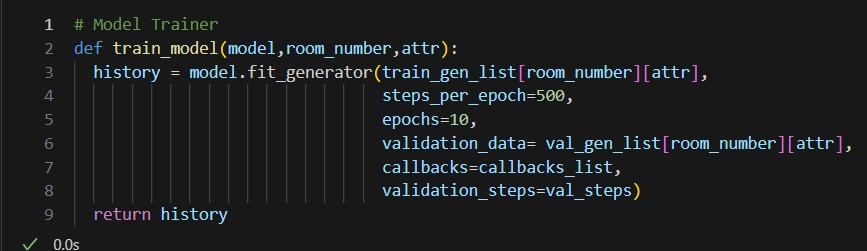 1 # Model Trainer
2 def train_model(model,room_number,attr):
3 history = model.fit_generator(train_gen_list[room_number][attr],
4 steps_per_epoch=500,
5 epochs=10,
6 validation_data= val_gen_list[room_number][attr],
7 callbacks=callbacks_list,
8 validation_steps=val_steps)
9 return history
0.0s